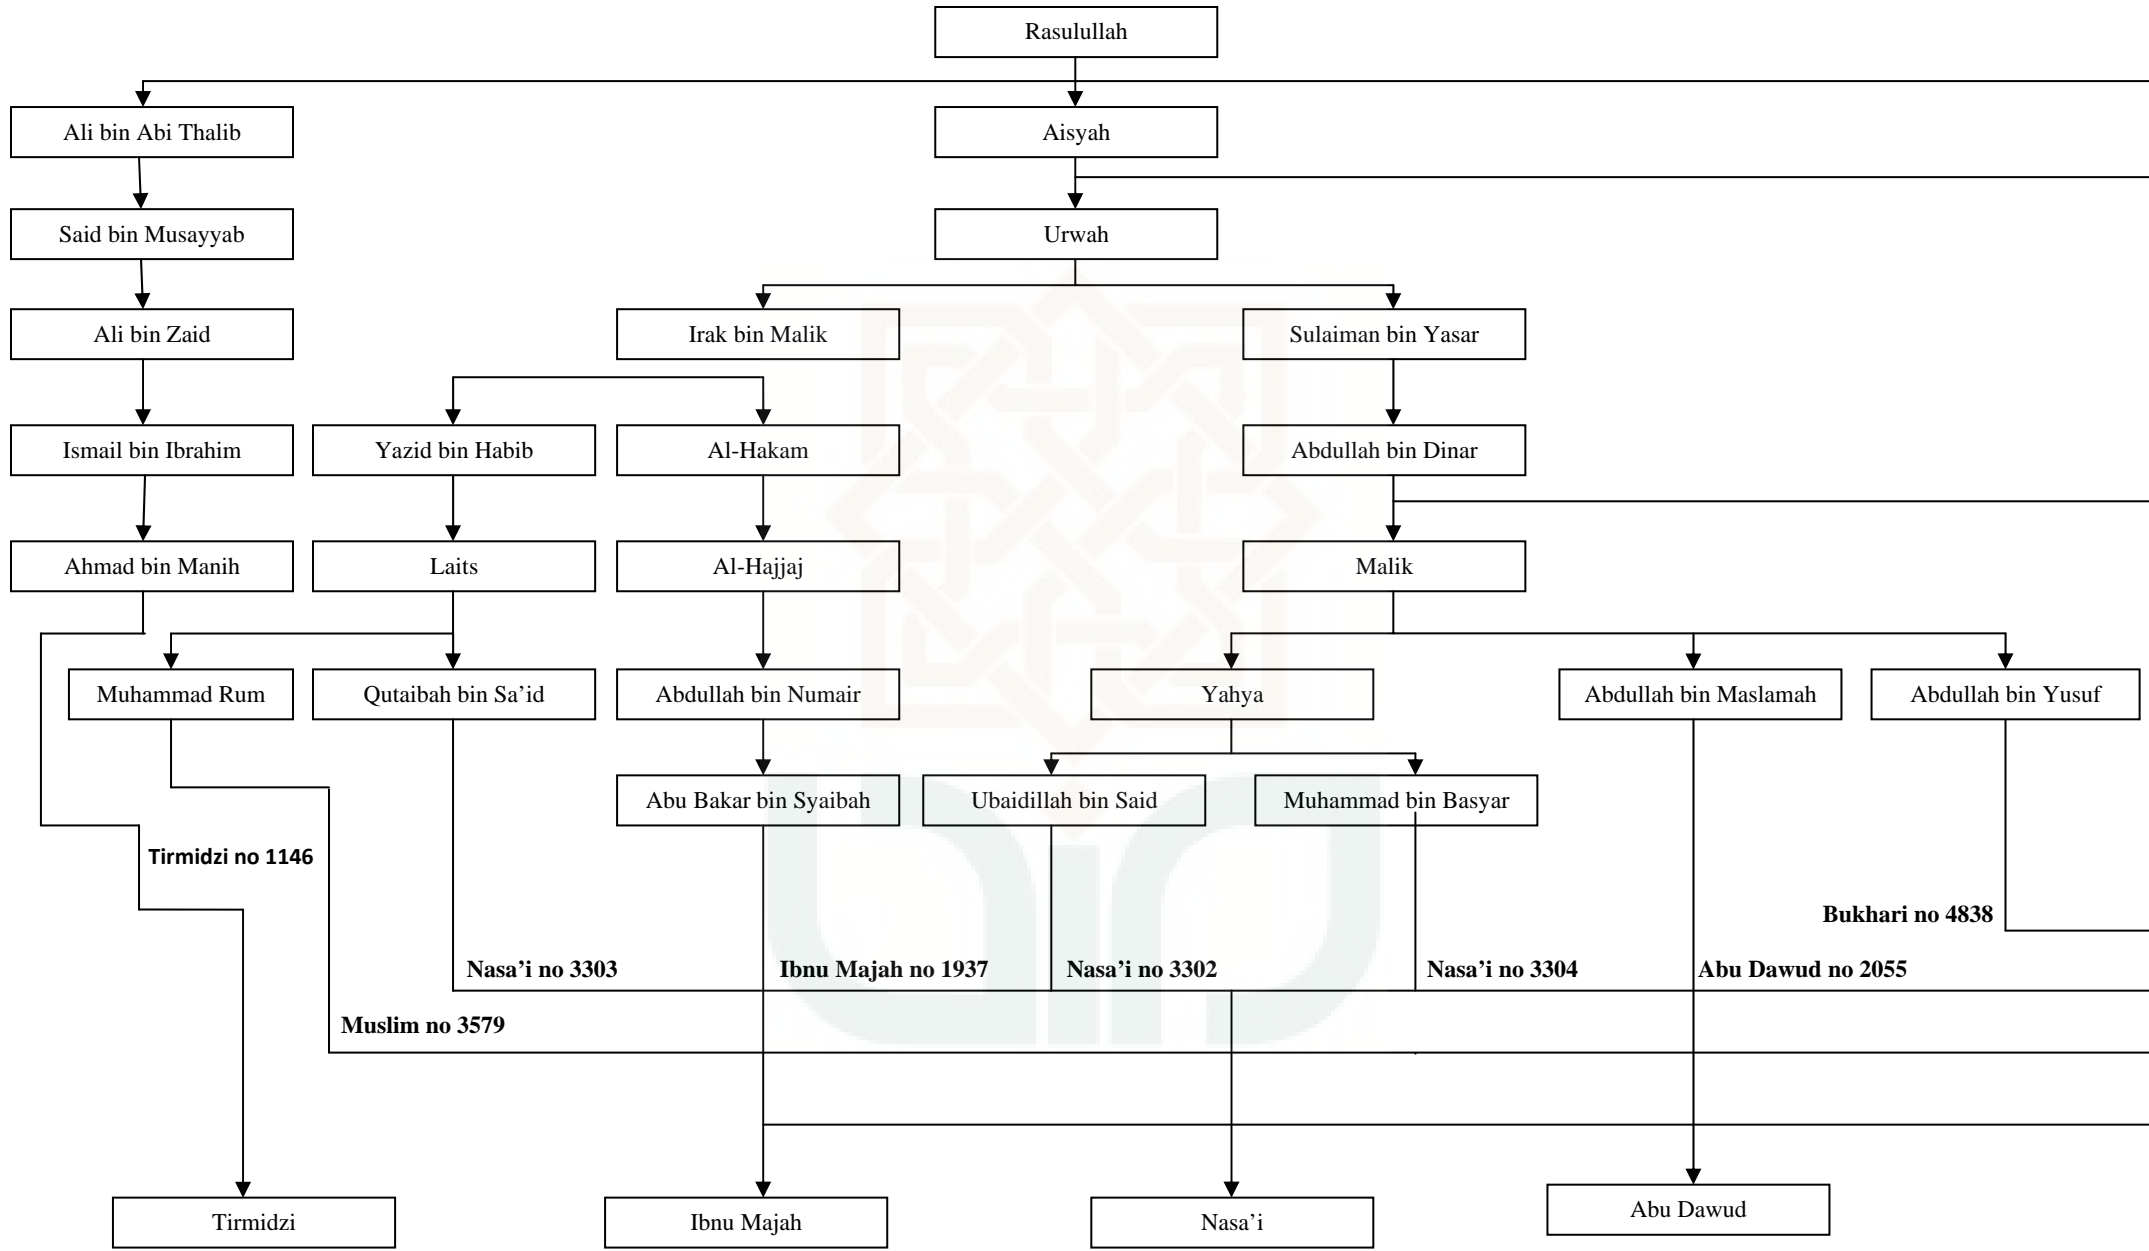 Rasulullah
Ali bin Abi Thalib
Aisyah
Said bin Musayyab
Urwah
Ali bin Zaid
Irak bin Malik
Sulaiman bin Yasar
Ismail bin Ibrahim
Yazid bin Habib
Al-Hakam
Abdullah bin Dinar
Ahmad bin Manih
Laits
Al-Hajjaj
Malik
Muhammad Rum
Qutaibah bin Sa’id
Abdullah bin Numair
Yahya
Abdullah bin Maslamah
Abdullah bin Yusuf
Abu Bakar bin Syaibah
Ubaidillah bin Said
Muhammad bin Basyar
Tirmidzi no 1146
Bukhari no 4838
Nasa’i no 3303
Ibnu Majah no 1937
Nasa’i no 3302
Nasa’i no 3304
Abu Dawud no 2055
Muslim no 3579
Tirmidzi
Ibnu Majah
Nasa’i
Abu Dawud